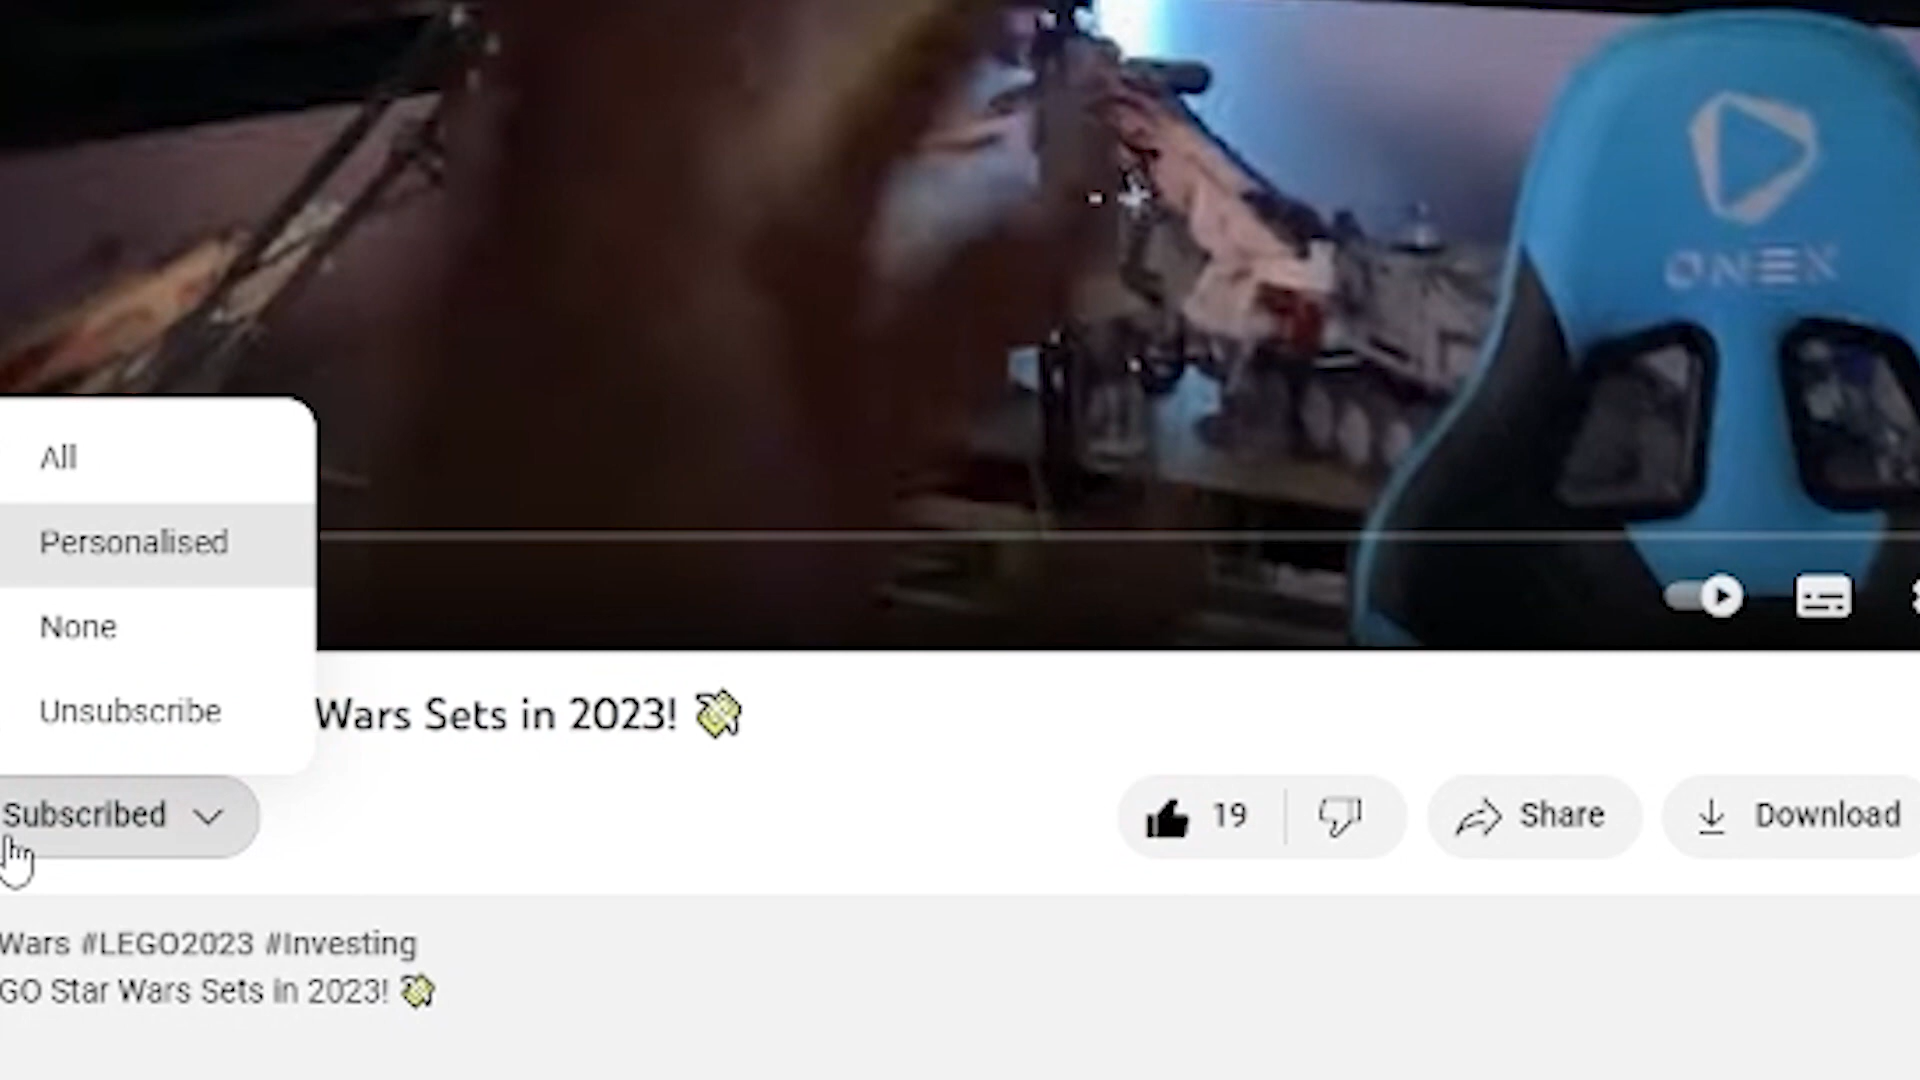 ONEX
All
Personalised
None
Unsubscribe
Wars Sets in 2023! 💸
Subscribed
19
Share
Download
Wars #LEGO2023 #Investing
GO Star Wars Sets in 2023! 💸